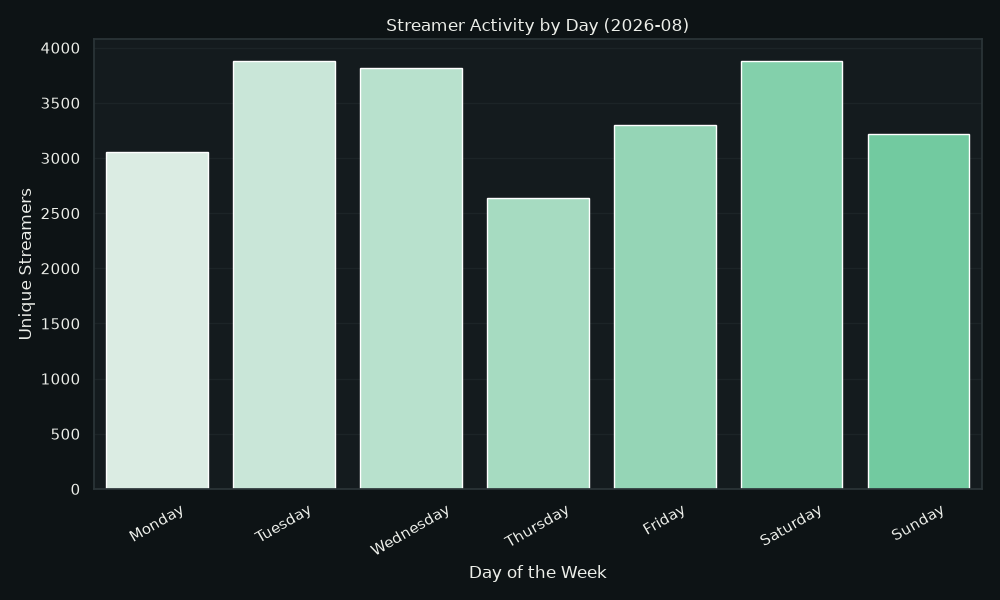 Streamer Activity by Day (2026-08)
Unique Streamers
4000
3500
3000
2500
2000
1500
1000
500
0
Monday
Tuesday
Wednesday
Thursday
Friday
Saturday
Sunday
Day of the Week